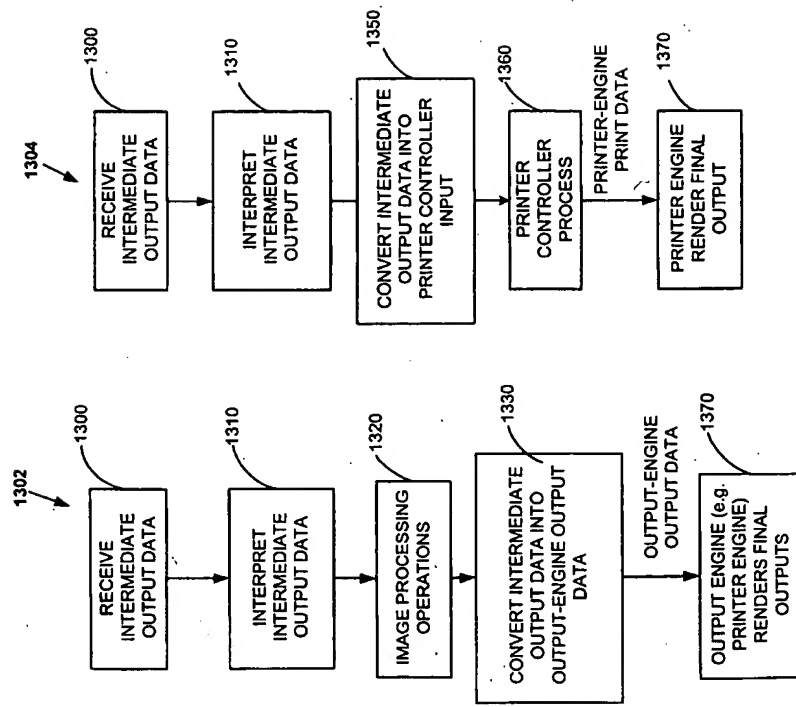 1302
RECEIVE
INTERMEDIATE
OUTPUT DATA
1300
INTERPRET
INTERMEDIATE
OUTPUT DATA
1310
IMAGE PROCESSING
OPERATIONS
1320
CONVERT INTERMEDIATE
OUTPUT DATA INTO
OUTPUT-ENGINE OUTPUT
DATA
1330
OUTPUT-ENGINE
OUTPUT DATA
OUTPUT ENGINE (e.g.
PRINTER ENGINE)
RENDERS FINAL
OUTPUTS
1370
1304
RECEIVE
INTERMEDIATE
OUTPUT DATA
1300
INTERPRET
INTERMEDIATE
OUTPUT DATA
1310
CONVERT INTERMEDIATE
OUTPUT DATA INTO
PRINTER CONTROLLER
INPUT
1350
PRINTER
CONTROLLER
PROCESS
1360
PRINTER-ENGINE
PRINT DATA
PRINTER ENGINE
RENDER FINAL
OUTPUT
1370